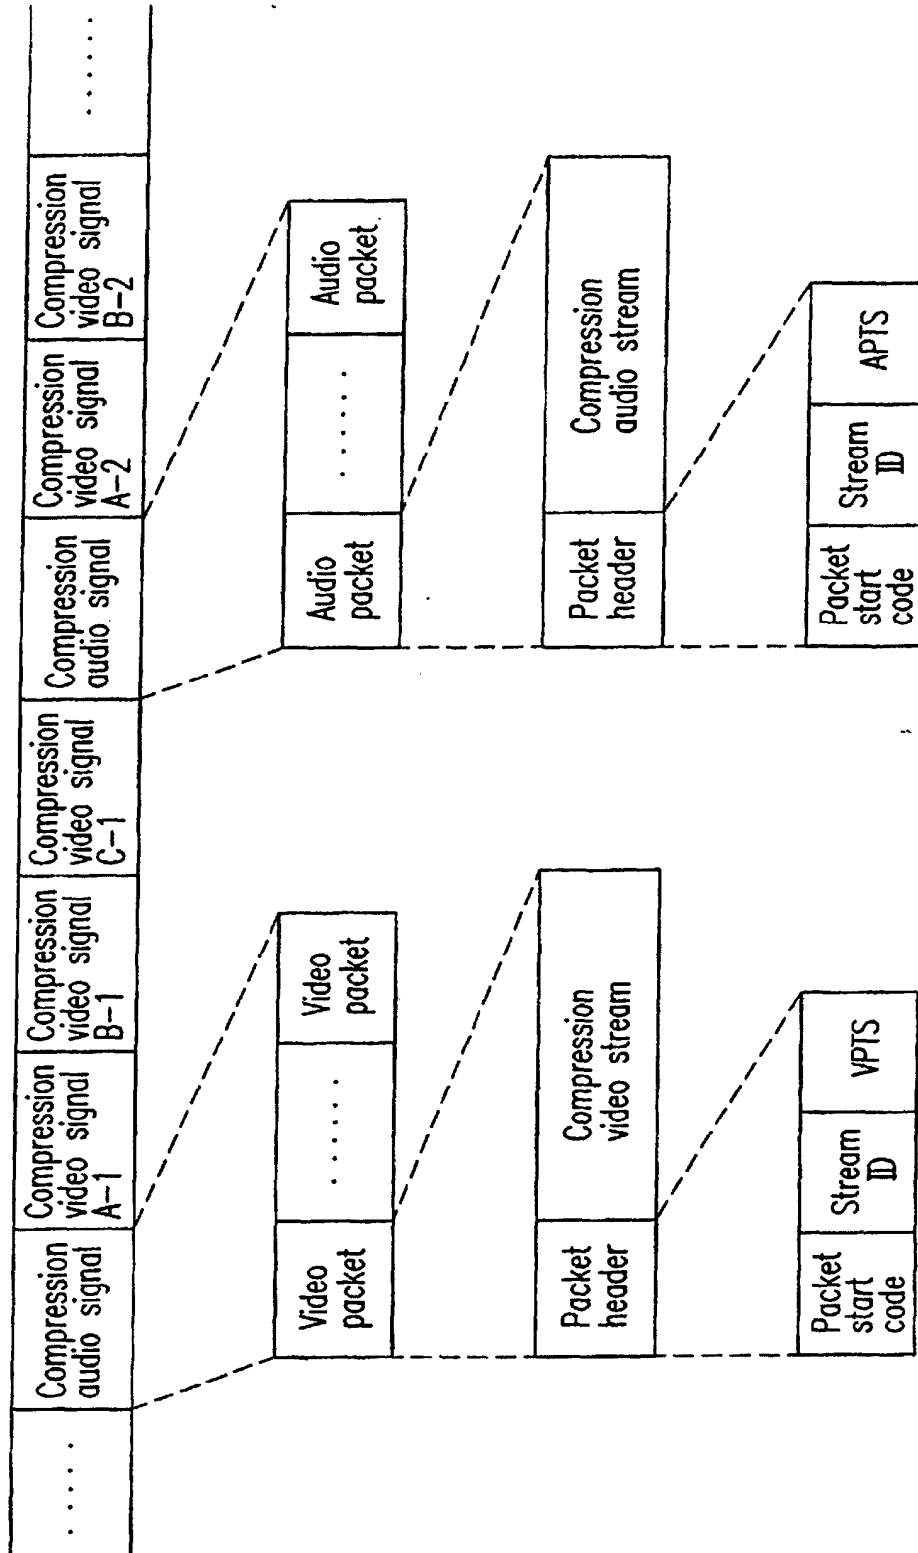 .....
Compression
audio signal
Compression
video signal
A-1
Compression
video signal
B-1
Compression
video signal
C-1
Compression
audio signal
Compression
video signal
A-2
Compression
video signal
B-2
.....
Video
packet
......
Video
packet
Audio
packet
......
Audio
packet
Packet
header
Compression
video stream
Packet
header
Compression
audio stream
Packet
start
code
Stream
ID
VPTS
Packet
start
code
Stream
ID
APTS